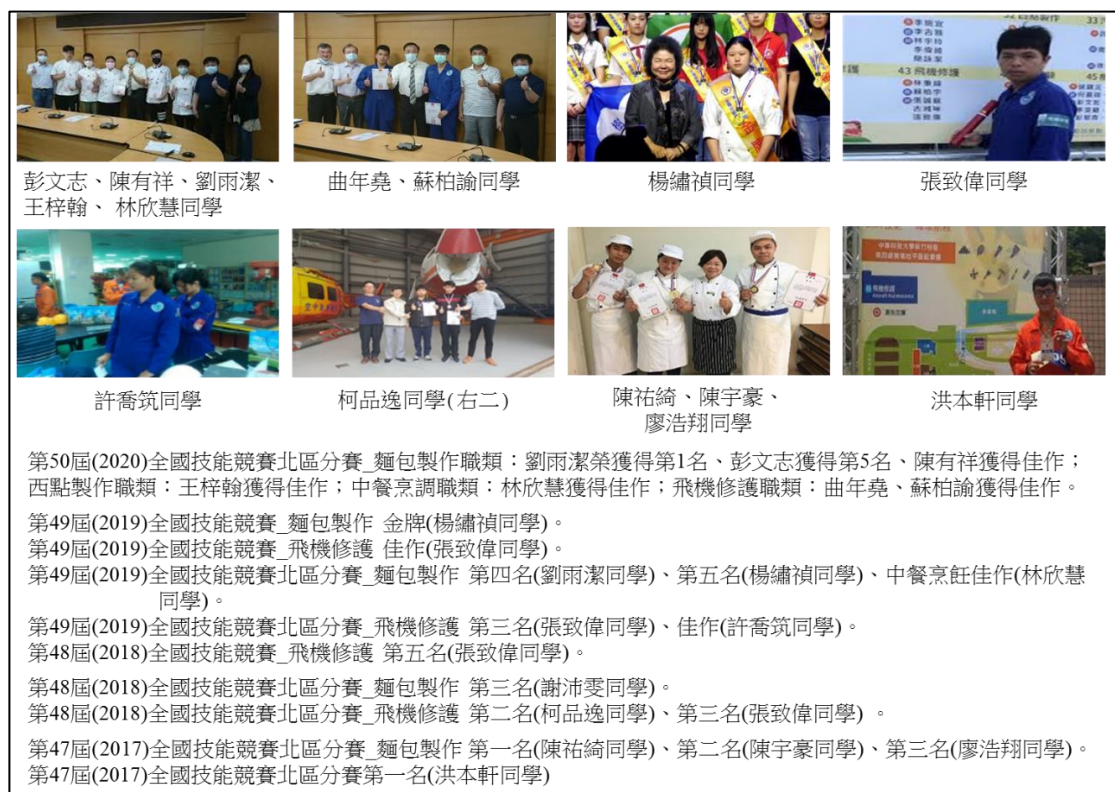 32 西點製作
43 飛機修護
彭文志、陳有祥、劉雨潔、
王梓翰、 林欣慧同學
曲年堯、蘇柏諭同學
楊繡禎同學
張致偉同學
許喬筑同學
柯品逸同學(右二)
陳祐綺、陳宇豪、
廖浩翔同學
洪本軒同學
第50屆(2020)全國技能競賽北區分賽_麵包製作職類：劉雨潔榮獲得第1名、彭文志獲得第5名、陳有祥獲得佳作；
西點製作職類：王梓翰獲得佳作；中餐烹調職類：林欣慧獲得佳作；飛機修護職類：曲年堯、蘇柏諭獲得佳作。
第49屆(2019)全國技能競賽_麵包製作 金牌(楊繡禎同學)。
第49屆(2019)全國技能競賽_飛機修護 佳作(張致偉同學)。
第49屆(2019)全國技能競賽北區分賽_麵包製作 第四名(劉雨潔同學)、第五名(楊繡禎同學)、中餐烹飪佳作(林欣慧
同學)。
第49屆(2019)全國技能競賽北區分賽_飛機修護 第三名(張致偉同學)、佳作(許喬筑同學)。
第48屆(2018)全國技能競賽_飛機修護 第五名(張致偉同學)。
第48屆(2018)全國技能競賽北區分賽_麵包製作 第三名(謝沛雯同學)。
第48屆(2018)全國技能競賽北區分賽_飛機修護 第二名(柯品逸同學)、第三名(張致偉同學) 。
第47屆(2017)全國技能競賽北區分賽_麵包製作 第一名(陳祐綺同學)、第二名(陳宇豪同學)、第三名(廖浩翔同學)。
第47屆(2017)全國技能競賽北區分賽第一名(洪本軒同學)